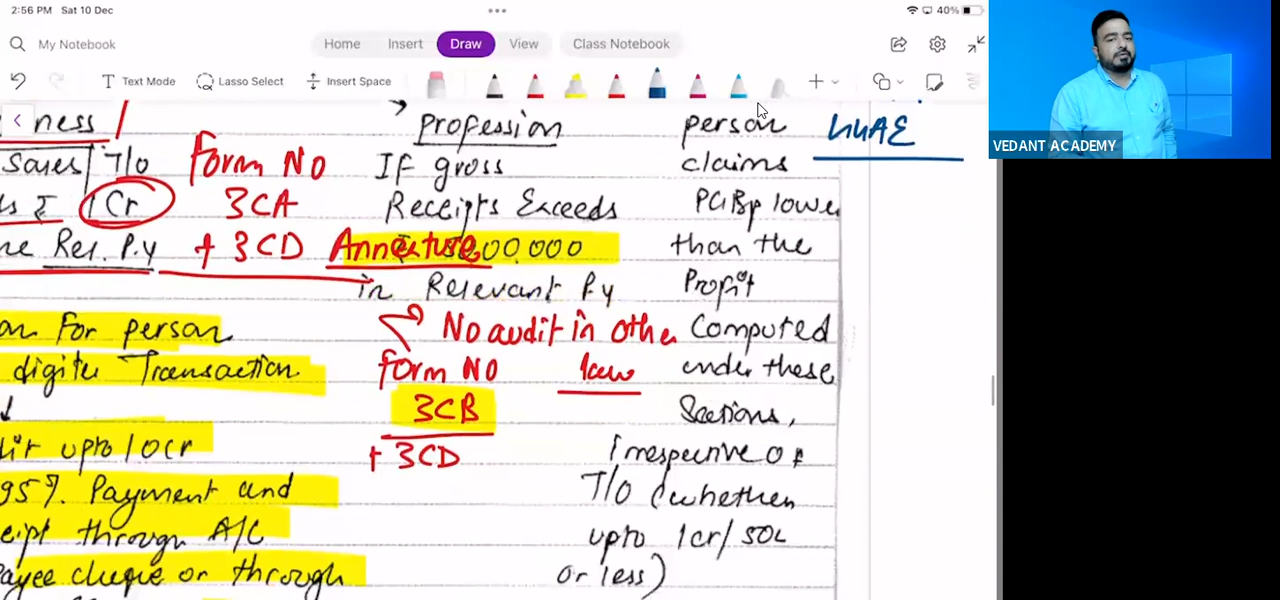 2:56 PM Sat 10 Dec
40%
My Notebook
Home Insert Draw View Class Notebook
Text Mode Lasso Select Insert Space
VEDANT ACADEMY
ness
Sales/ T/O
1Cr
Rel. P.y
Form No
3CA
+ 3CD Annexture
Profession
If gross
Receipts Exceeds
00,000
in Relevant P.y
No audit in other
law
Form No
3CB
+ 3CD
For person
digital Transaction
upto 10cr
95% Payment and
through A/C
Payee cheque or through
person
claims
PGBP lower
than the
Profit
Computed
under these
Sections,
Irrespective of
T/O (whether
upto 1cr/ 50L
or less)
44AE